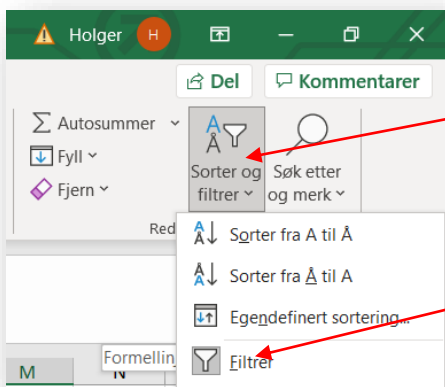 Holger H
Del Kommentarer
Autosummer
Fyll
Fjern
Sorter og
filtrer
Søk etter
og merk
Red
Sorter fra A til Å
Sorter fra Å til A
Egendefinert sortering...
Filtrer
Formellin
M N